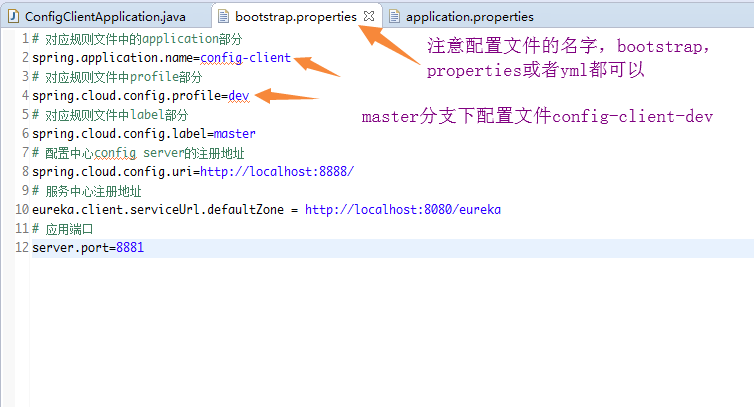 ConfigClientApplication.java
bootstrap.properties
application.properties
1 # 对应规则文件中的application部分
2 spring.application.name=config-client
3 # 对应规则文件中profile部分
4 spring.cloud.config.profile=dev
5 # 对应规则文件中label部分
6 spring.cloud.config.label=master
7 # 配置中心config server的注册地址
8 spring.cloud.config.uri=http://localhost:8888/
9 # 服务中心注册地址
10 eureka.client.serviceUrl.defaultZone = http://localhost:8080/eureka
11 # 应用端口
12 server.port=8881
注意配置文件的名字，bootstrap，
properties或者yml都可以
master分支下配置文件config-client-dev